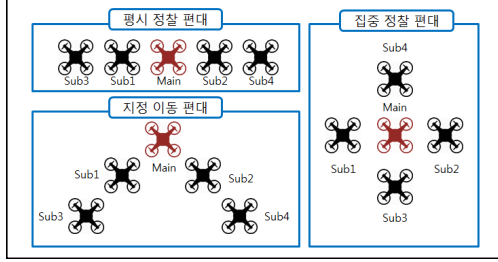 평시 정찰 편대
Sub3 Sub1 Main Sub2 Sub4
지정 이동 편대
Main
Sub1
Sub2
Sub3
Sub4
집중 정찰 편대
Sub4
Main
Sub1
Sub2
Sub3